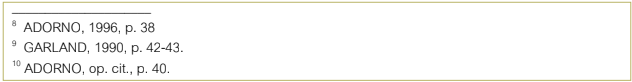 8 ADORNO, 1996, p. 38
9 GARLAND, 1990, p. 42-43.
10 ADORNO, op. cit., p. 40.